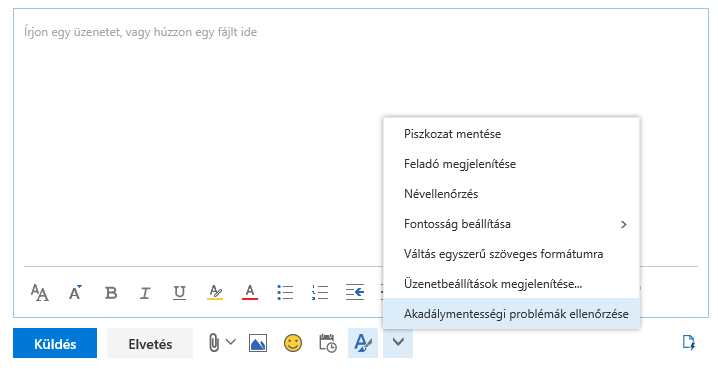 Írjon egy üzenetet, vagy húzzon egy fájlt ide
Piszkozat mentése
Feladó megjelenítése
Névellenőrzés
Fontosság beállítása
Váltás egyszerű szöveges formátumra
Üzenetbeállítások megjelenítése...
Akadálymentességi problémák ellenőrzése
AA A B I U A A
Küldés Elvetés A